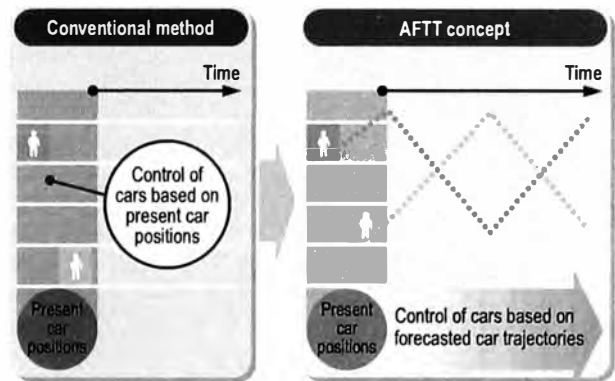 Conventional method
Time
Control of
cars based on
present car
positions
Present
car
positions
AFTT concept
Time
Present
car
positions
Control of cars based on
forecasted car trajectories